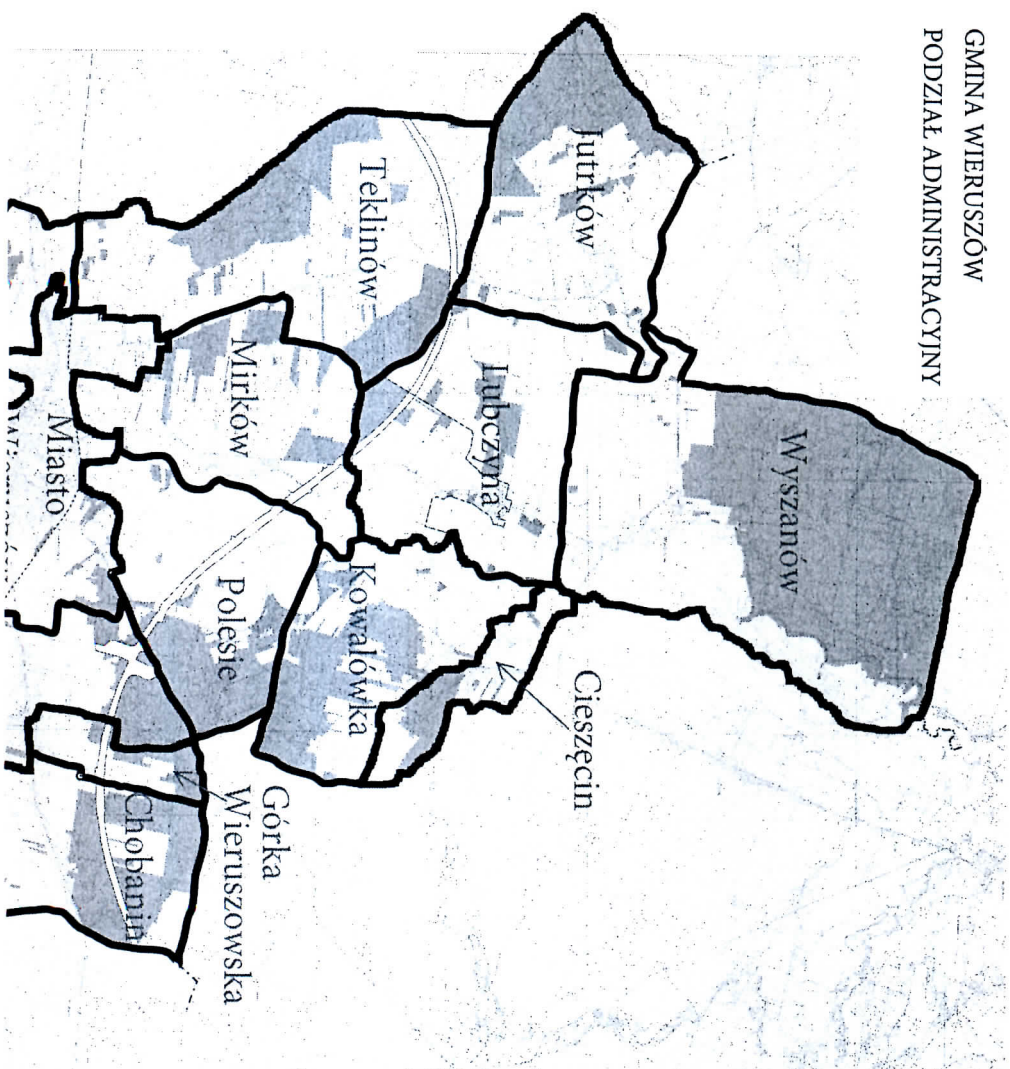 GMINA WIERUSZÓW
PODZIAŁ ADMINISTRACYJNY
Wyszanów
Jutrków
Cieszęcin
Lubczyna
Teklinów
Kowalówka
Mirków
Polesie
Górka
Wieruszowska
Chobanin
Miasto